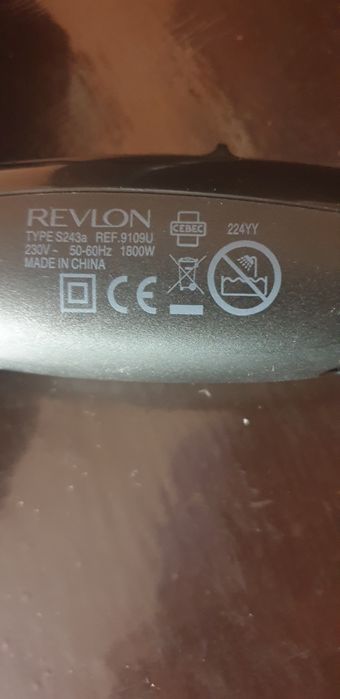 REVLON
TYPE S243a REF.9109U
230V~ 50-60Hz 1800W
MADE IN CHINA
CEBEC
224YY
CE